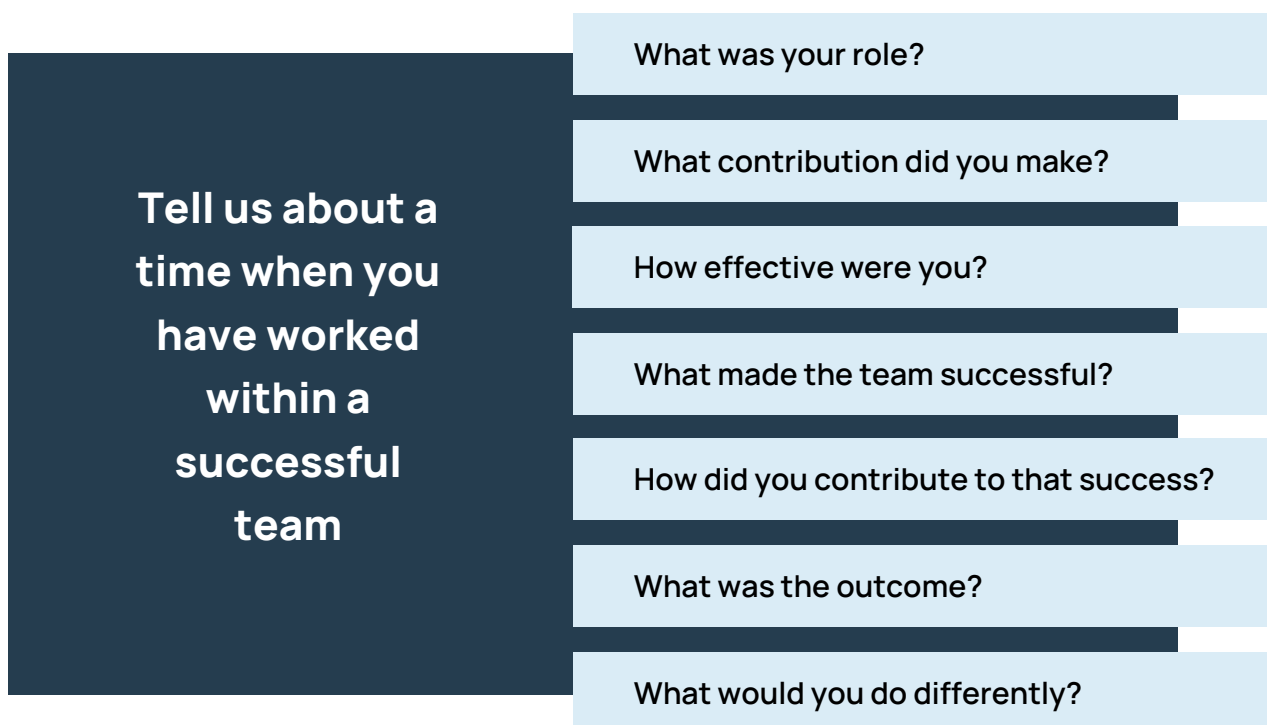 Tell us about a
time when you
have worked
within a
successful
team
What was your role?
What contribution did you make?
How effective were you?
What made the team successful?
How did you contribute to that success?
What was the outcome?
What would you do differently?